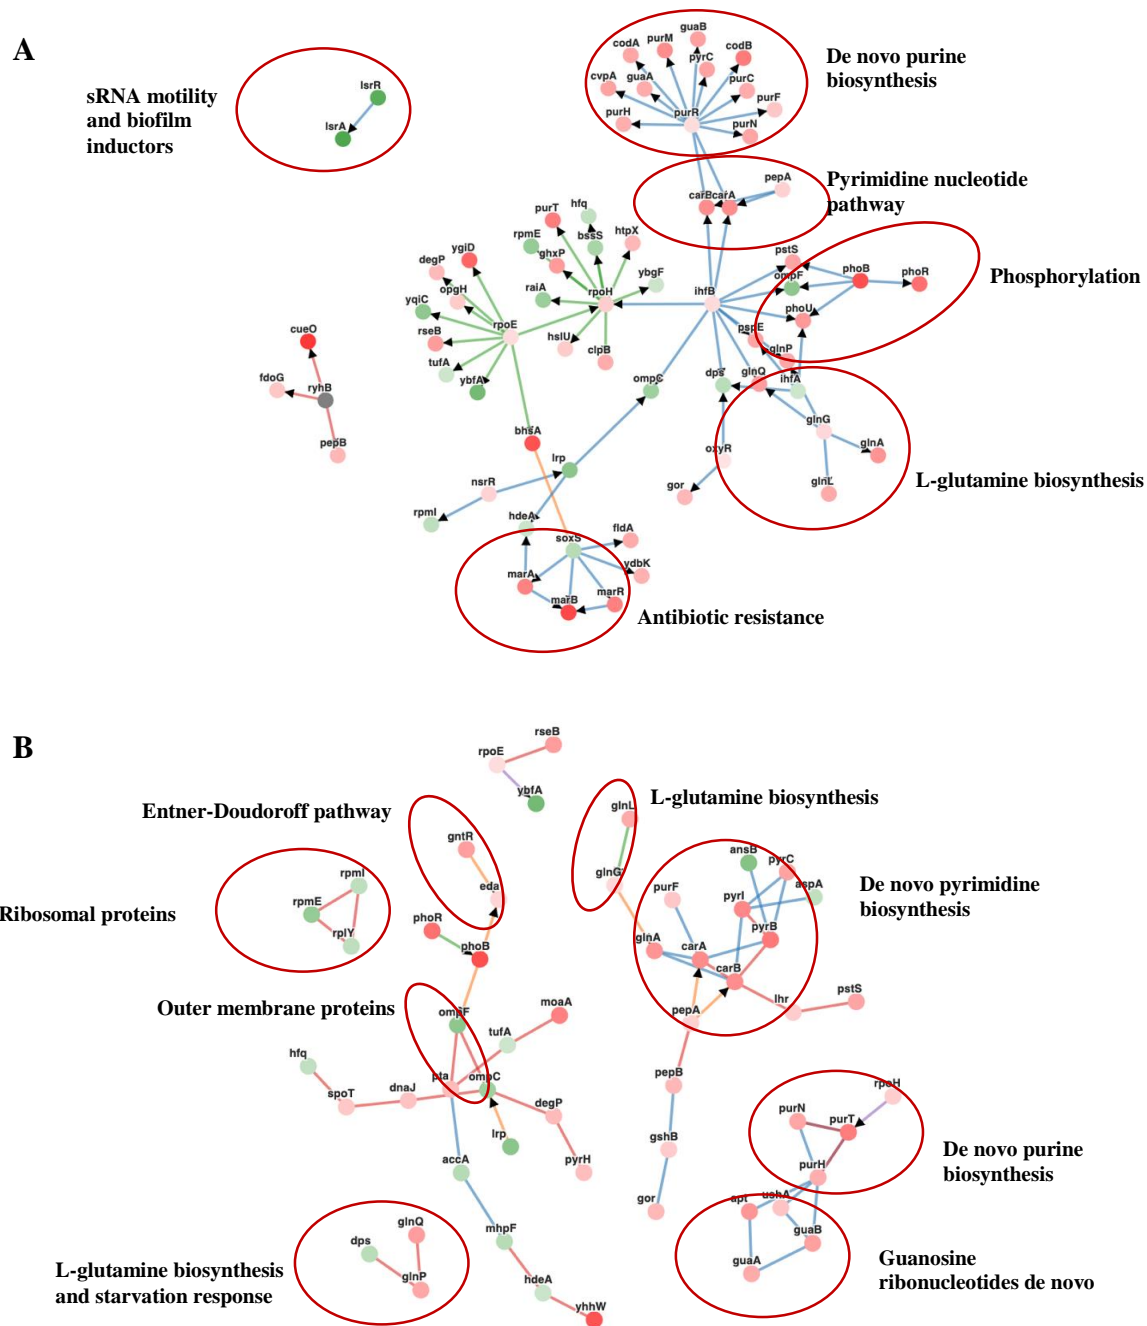 A
guaB
codA
purM
codB
De novo purine
biosynthesis
pyrC
lsrR
cvpA
guaA
purC
sRNA motility
and biofilm
inductors
purF
purH
purR
purN
lsrA
pepA
Pyrimidine nucleotide
pathway
carB
carA
purT
hfq
rpmE
bssS
htpX
pstS
phoB
phoR
Phosphorylation
degP
ygiD
ghxP
ompF
opgH
raiA
rpoH
ybgF
ihfB
yqiC
phoU
rpoE
pspE
cueO
rseB
hslU
clpB
glnP
tufA
ybfA
ompC
dps
glnQ
ihfA
fdoG
ryhB
glnG
bhsA
pepB
oxyR
glnA
lrp
nsrR
gor
glnL
L-glutamine biosynthesis
rpmI
hdeA
soxS
fldA
marA
ydbK
marB
marR
Antibiotic resistance
B
rseB
rpoE
ybfA
L-glutamine biosynthesis
Entner-Doudoroff pathway
glnL
gntR
ansB
pyrC
rpmI
glnG
eda
purF
pyrI
aspA
De novo pyrimidine
biosynthesis
Ribosomal proteins
rpmE
rplY
phoR
pyrB
phoB
glnA
carA
carB
Outer membrane proteins
moaA
lhr
pstS
ompF
tufA
pepA
hfq
spoT
dnaJ
pta
ompC
degP
pepB
rpoH
purN
purT
lrp
gshB
De novo purine
biosynthesis
accA
pyrH
purH
gor
apt
ushA
glnQ
mhpF
guaB
dps
guaA
Guanosine
ribonucleotides de novo
L-glutamine biosynthesis
and starvation response
glnP
hdeA
yhhW